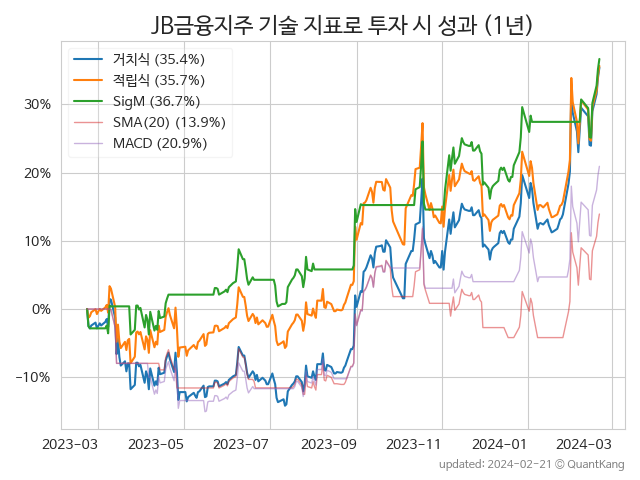 JB금융지주 기술 지표로 투자 시 성과 (1년)
거치식 (35.4%)
적립식 (35.7%)
SigM (36.7%)
SMA(20) (13.9%)
MACD (20.9%)
30%
20%
10%
0%
−10%
2023-03
2023-05
2023-07
2023-09
2023-11
2024-01
2024-03
updated: 2024-02-21 © QuantKang